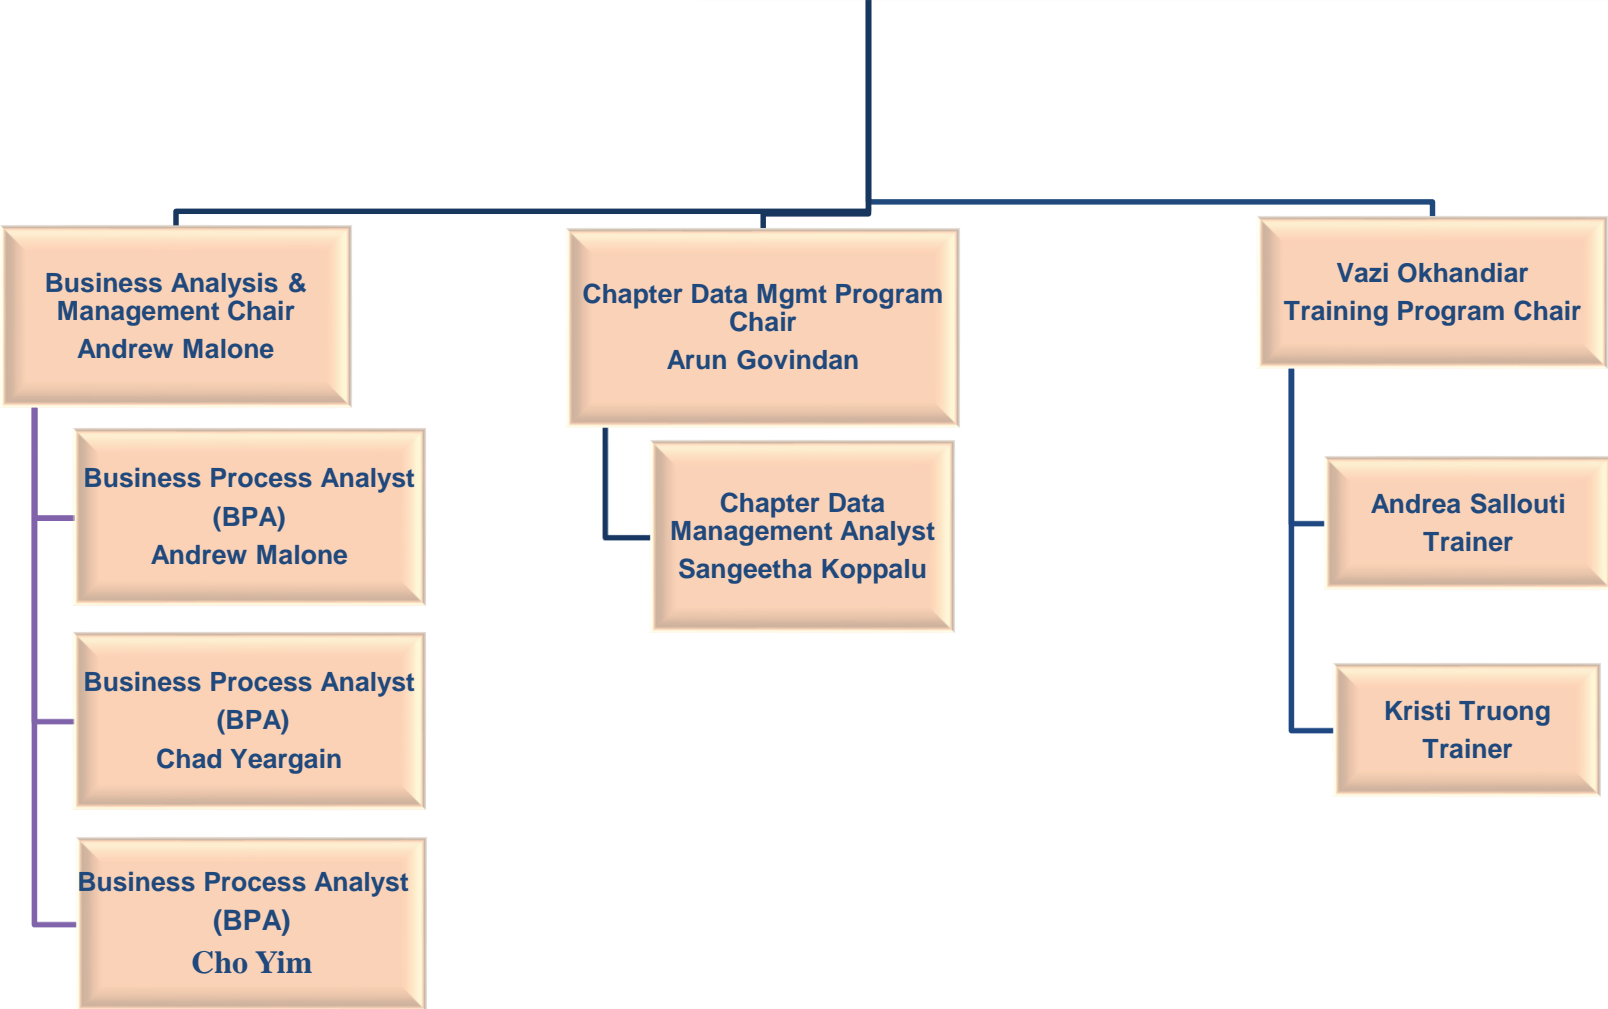 Business Analysis &
Management Chair
Andrew Malone
Business Process Analyst
(BPA)
Andrew Malone
Business Process Analyst
(BPA)
Chad Yeargain
Business Process Analyst
(BPA)
Cho Yim
Chapter Data Mgmt Program
Chair
Arun Govindan
Chapter Data
Management Analyst
Sangeetha Koppalu
Vazi Okhandiar
Training Program Chair
Andrea Sallouti
Trainer
Kristi Truong
Trainer